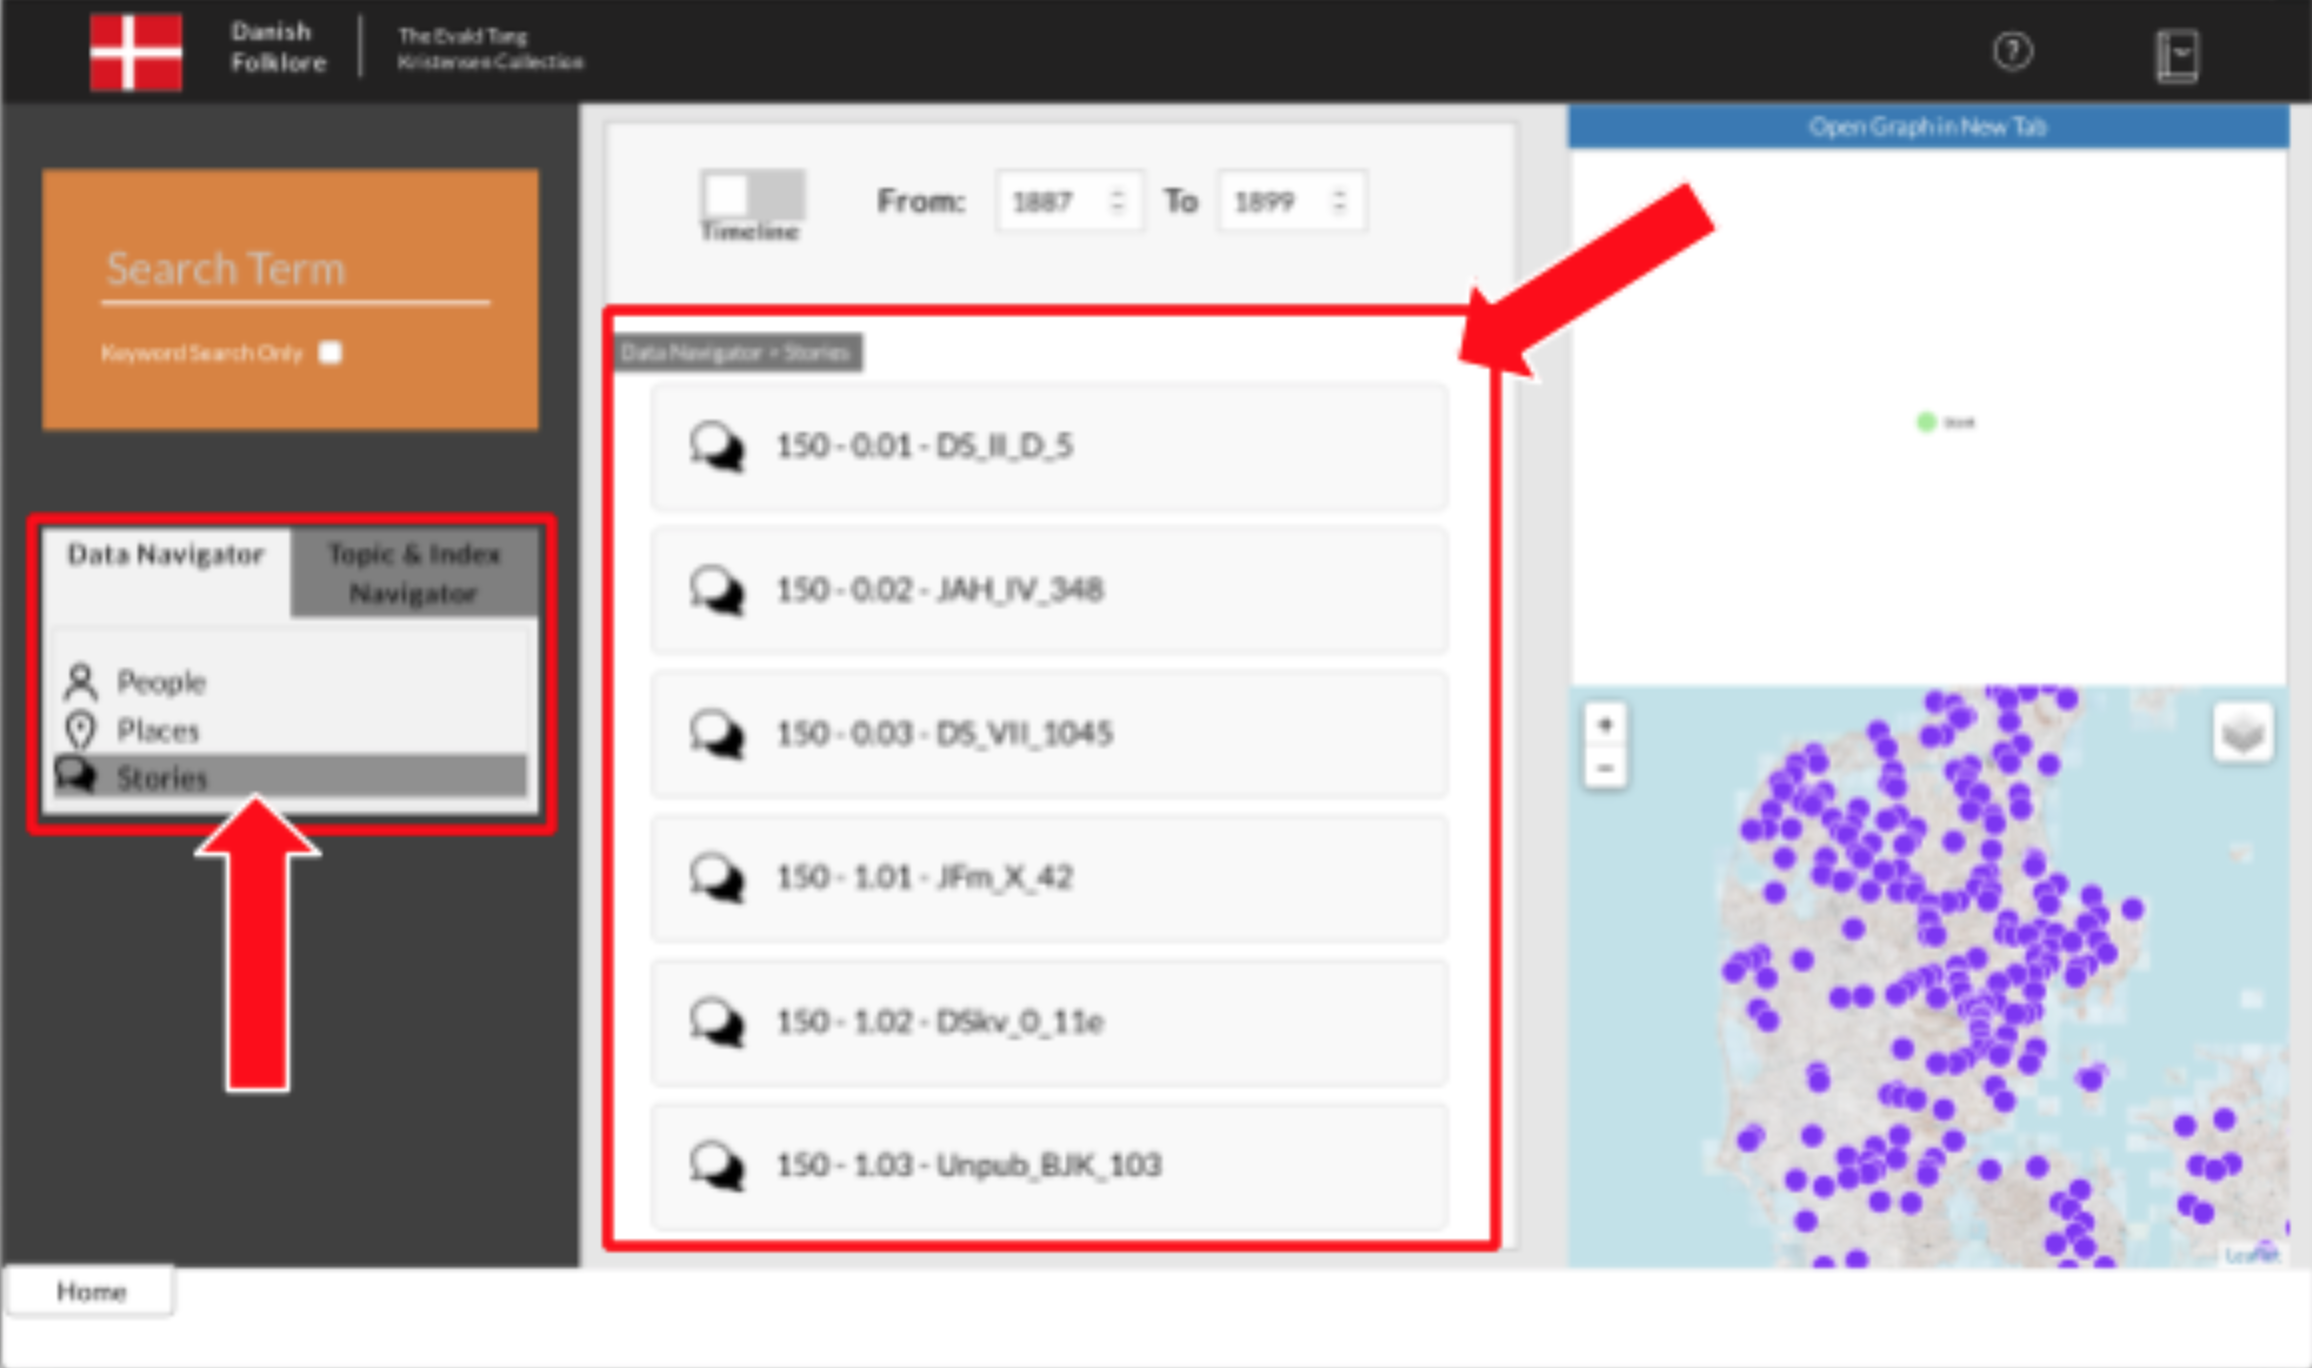 Danish
Folklore
The Evald Tang
Kristensen Collection
Search Term
Keyword Search Only
Data Navigator
Topic & Index
Navigator
People
Places
Stories
Timeline
From: 1887 To 1899
Data Navigator > Stories
150 - 0.01 - DS_II_D_5
150 - 0.02 - JAH_IV_348
150 - 0.03 - DS_VII_1045
150 - 1.01 - JFm_X_42
150 - 1.02 - DSkv_0_11e
150 - 1.03 - Unpub_BJK_103
Open Graph in New Tab
+
−
Leaflet
Home